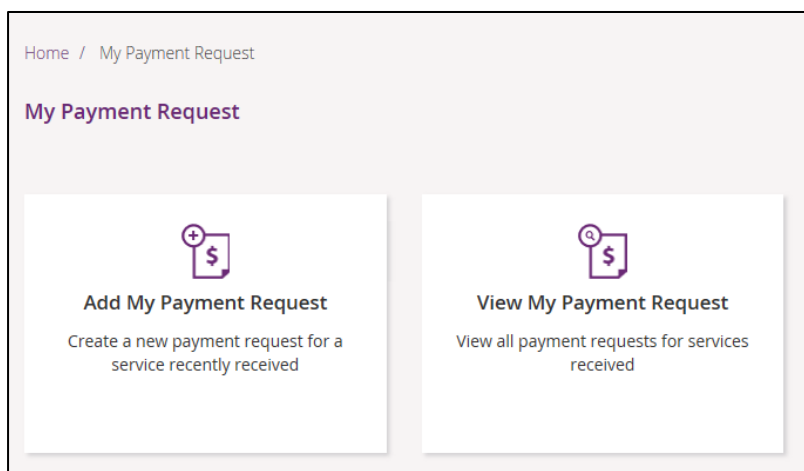 Home / My Payment Request
My Payment Request
$
Add My Payment Request
Create a new payment request for a
service recently received
$
View My Payment Request
View all payment requests for services
received